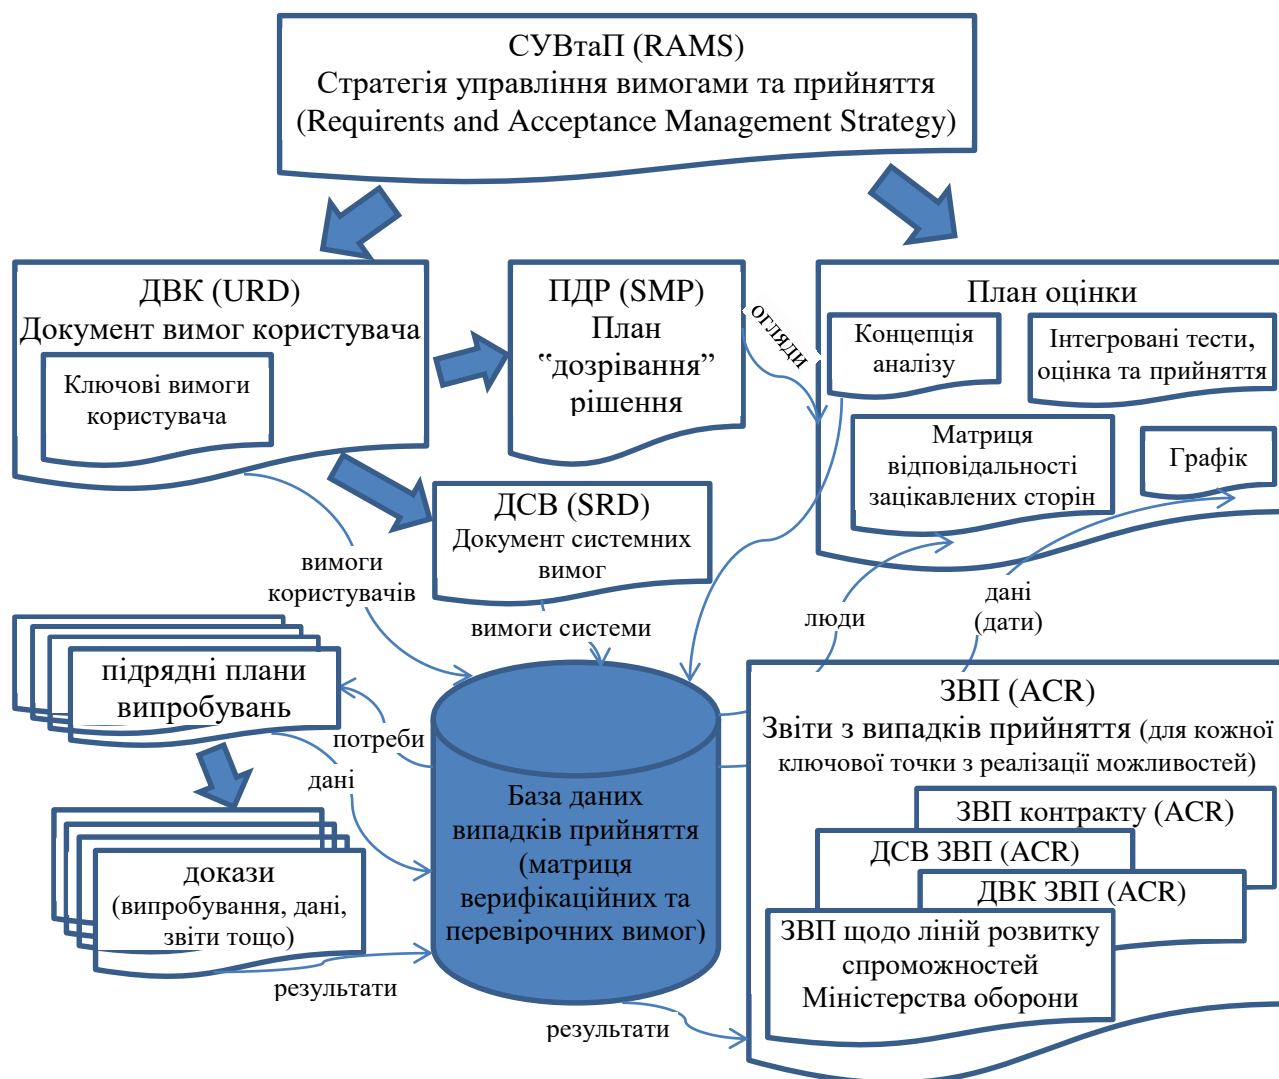 СУВтаП (RAMS)
Стратегія управління вимогами та прийняття
(Requirents and Acceptance Management Strategy)
ДВК (URD)
Документ вимог користувача
Ключові вимоги
користувача
ПДР (SMP)
План
“дозрівання”
рішення
огляди
План оцінки
Концепція
аналізу
Інтегровані тести,
оцінка та прийняття
Матриця
відповідальності
зацікавлених сторін
Графік
ДСВ (SRD)
Документ системних
вимог
вимоги
користувачів
вимоги системи
люди
дані
(дати)
підрядні плани
випробувань
потреби
дані
докази
(випробування, дані,
звіти тощо)
результати
База даних
випадків прийняття
(матриця
верифікаційних та
перевірочних вимог)
результати
ЗВП (ACR)
Звіти з випадків прийняття (для кожної
ключової точки з реалізації можливостей)
ЗВП контракту (ACR)
ДСВ ЗВП (ACR)
ДВК ЗВП (ACR)
ЗВП щодо ліній розвитку
спроможностей
Міністерства оборони